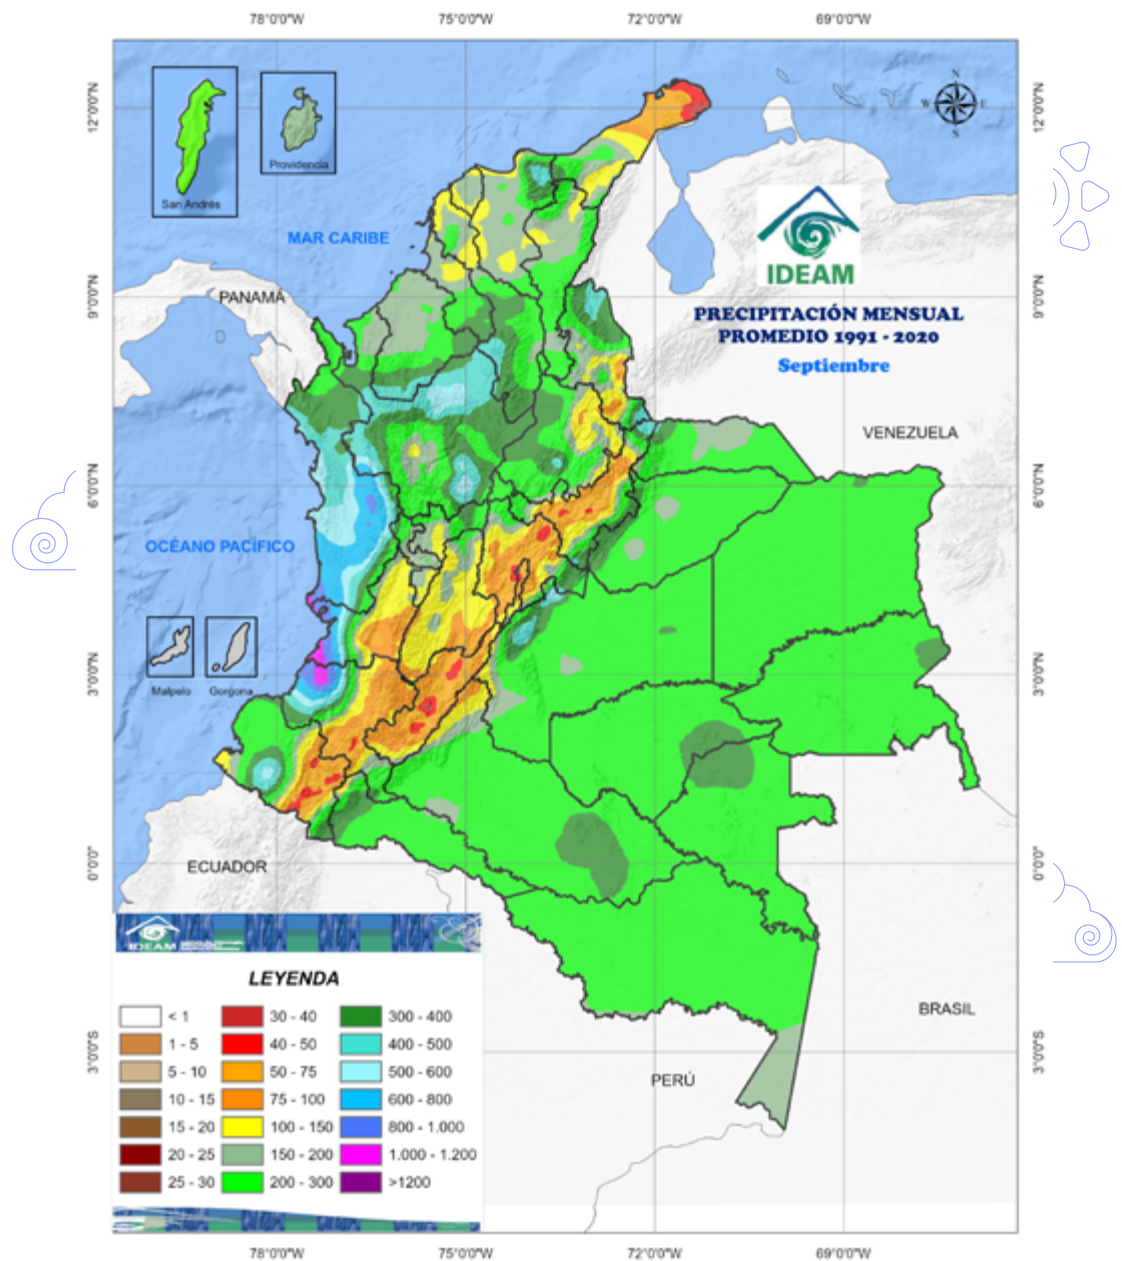 78°0'0"W
75°0'0"W
72°0'0"W
69°0'0"W
12°0'0"N
12°0'0"N
N
W
E
S
Providencia
San Andrés
MAR CARIBE
IDEAM
9°0'0"N
9°0'0"N
PANAMÁ
PRECIPITACIÓN MENSUAL
PROMEDIO 1991 - 2020
Septiembre
VENEZUELA
6°0'0"N
6°0'0"N
OCÉANO PACÍFICO
3°0'0"N
3°0'0"N
Malpelo
Gorgona
ECUADOR
0°0'0"
0°0'0"
IDEAM
LEYENDA
BRASIL
< 1
30 - 40
300 - 400
1 - 5
40 - 50
400 - 500
3°0'0"S
3°0'0"S
5 - 10
50 - 75
500 - 600
PERÚ
10 - 15
75 - 100
600 - 800
15 - 20
100 - 150
800 - 1.000
20 - 25
150 - 200
1.000 - 1.200
25 - 30
200 - 300
>1200
78°0'0"W
75°0'0"W
72°0'0"W
69°0'0"W